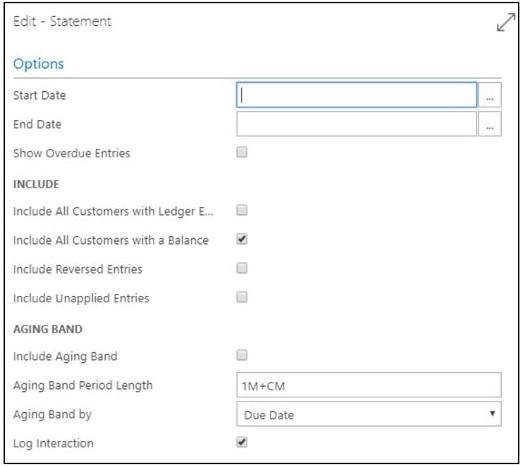 Edit - Statement
Options
Start Date ...
End Date ...
Show Overdue Entries
INCLUDE
Include All Customers with Ledger E...
Include All Customers with a Balance
Include Reversed Entries
Include Unapplied Entries
AGING BAND
Include Aging Band
Aging Band Period Length 1M+CM
Aging Band by Due Date
Log Interaction